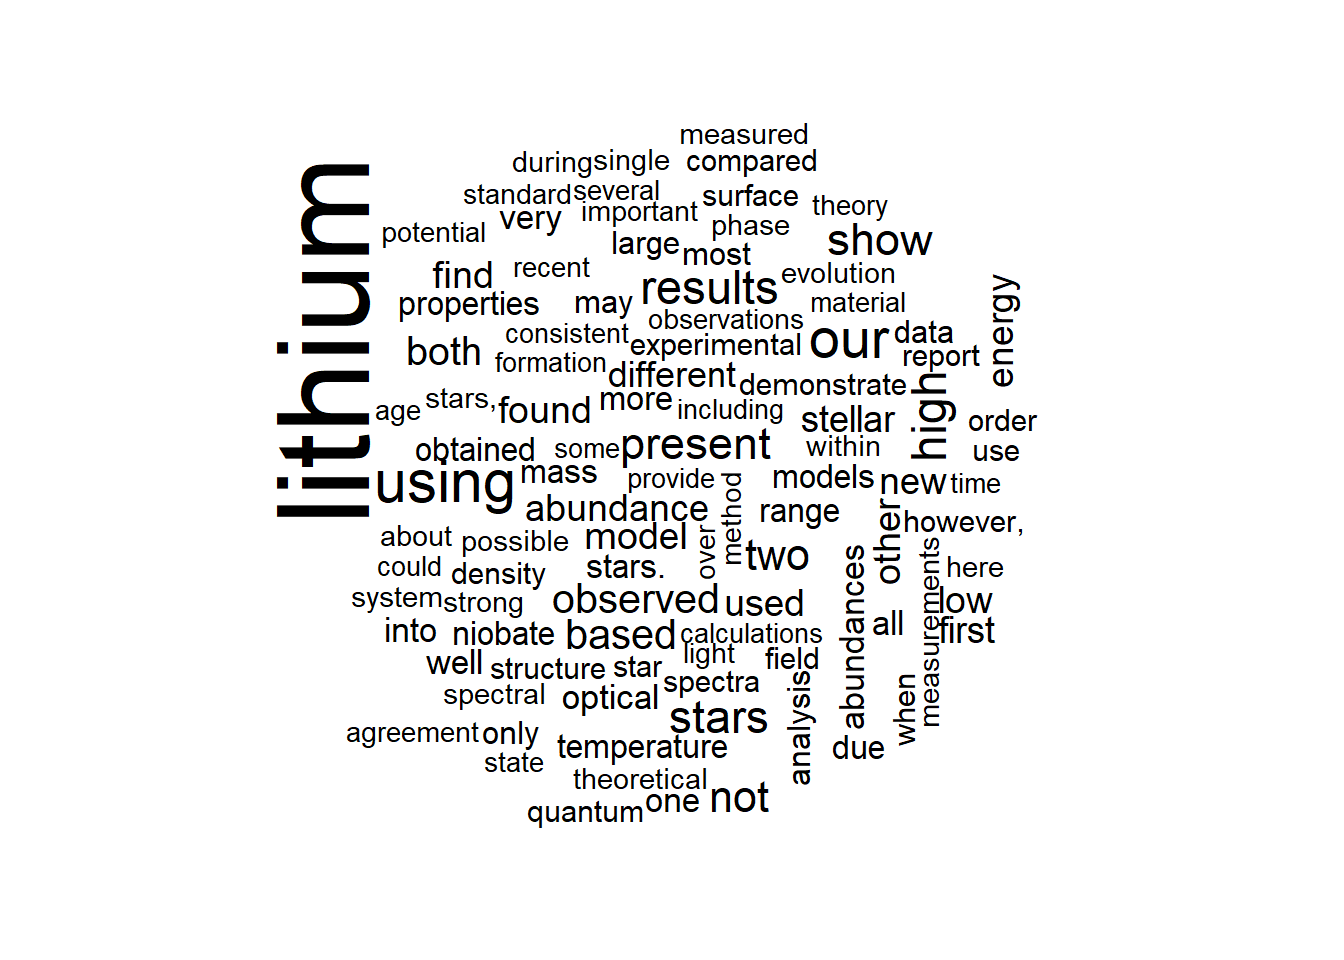 measured
during single compared
standard several surface
potential very important phase theory
large most show
find recent results evolution
properties may material
lithium
consistent observations our data
both formation experimental report energy
different demonstrate
age stars, found more including stellar high order
obtained some present within use
using mass provide models new time
abundance method range other however,
about possible model over two
could density stars. abundances measurements here
system strong observed used low
into niobate based calculations all first
well structure star light field
spectral optical spectra
stars analysis when
agreement only temperature due
state
theoretical
quantum one not